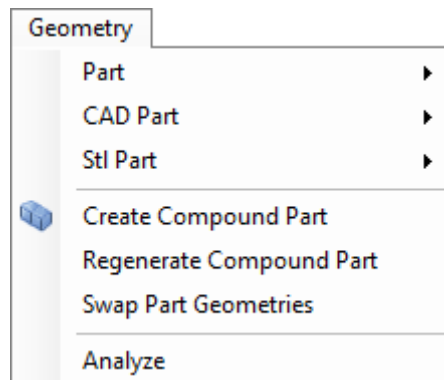 Geometry
Part
CAD Part
Stl Part
Create Compound Part
Regenerate Compound Part
Swap Part Geometries
Analyze